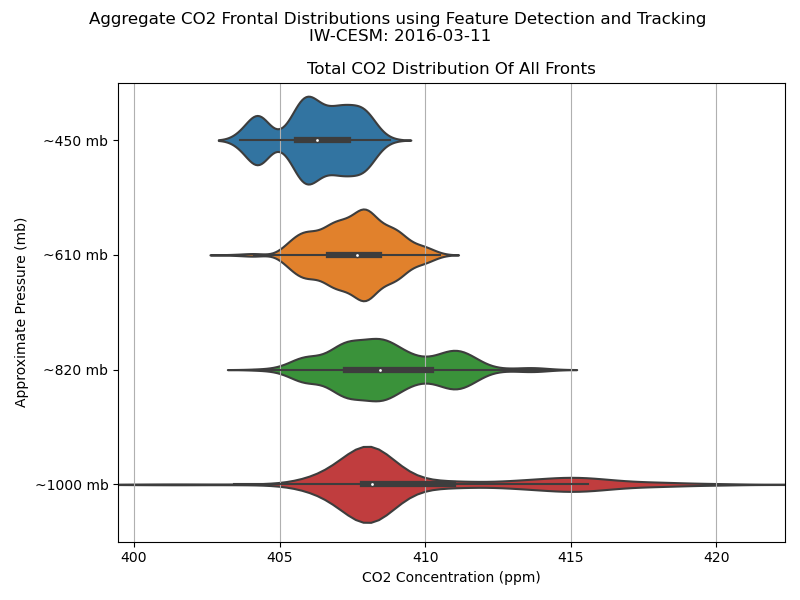 Aggregate CO2 Frontal Distributions using Feature Detection and Tracking
IW-CESM: 2016-03-11
Total CO2 Distribution Of All Fronts
Approximate Pressure (mb)
~450 mb
~610 mb
~820 mb
~1000 mb
400 405 410 415 420
CO2 Concentration (ppm)